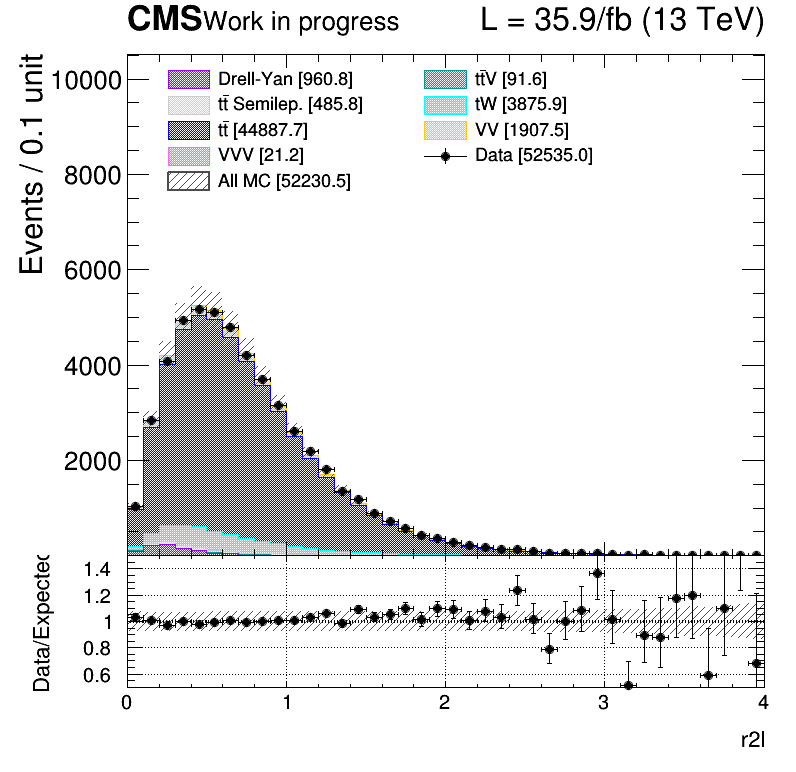 CMS Work in progress L = 35.9/fb (13 TeV)
Events / 0.1 unit
10000
8000
6000
4000
2000
Drell-Yan [960.8]
tt̄ Semilep. [485.8]
tt̄ [44887.7]
VVV [21.2]
All MC [52230.5]
tt̄V [91.6]
tW [3875.9]
VV [1907.5]
Data [52535.0]
Data/Expected
1.4
1.2
1
0.8
0.6
0 1 2 3 4
r2l